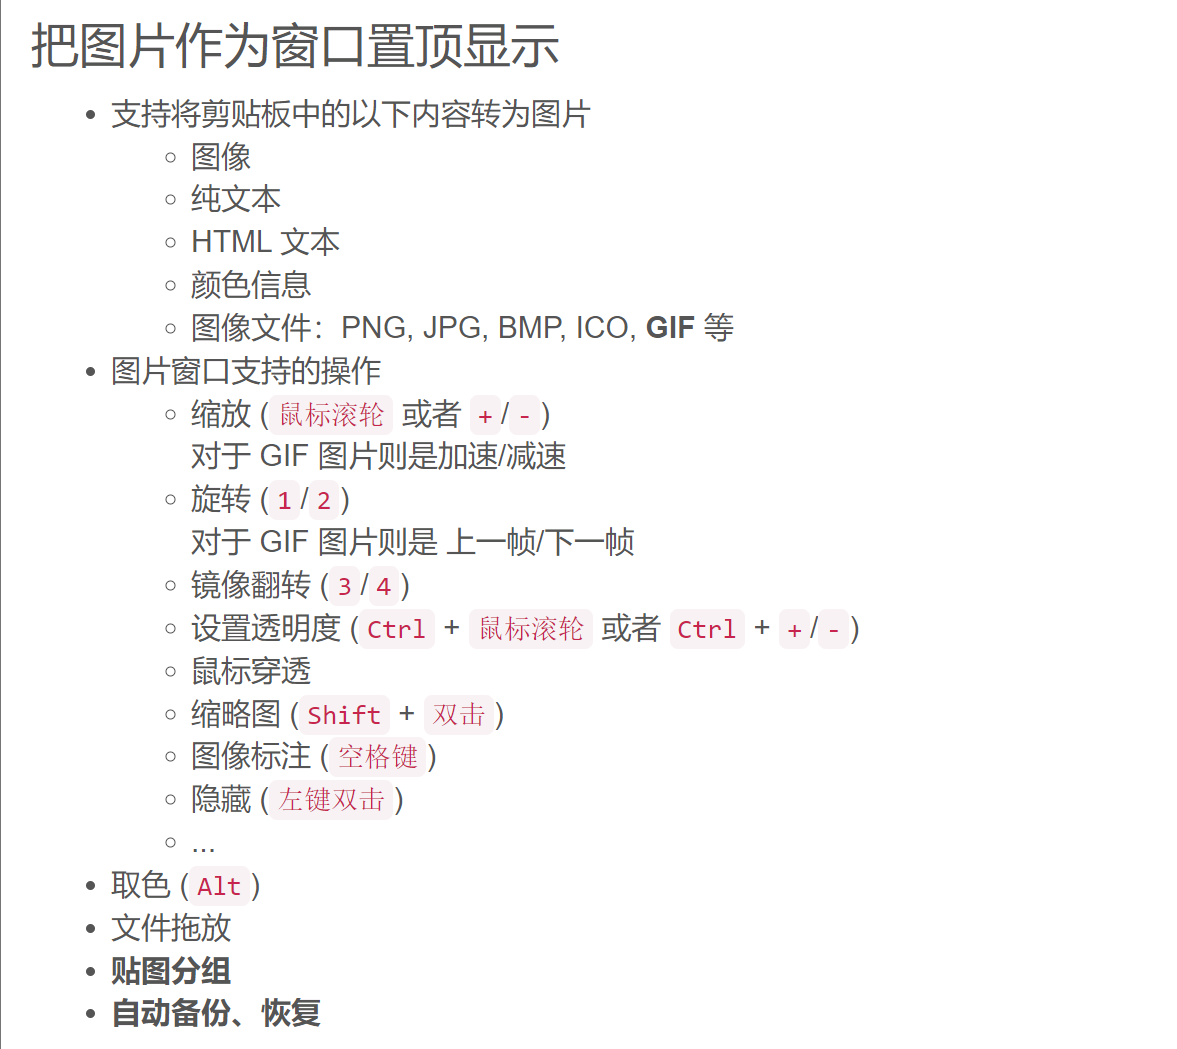 把图片作为窗口置顶显示
支持将剪贴板中的以下内容转为图片
图像
纯文本
HTML 文本
颜色信息
图像文件：PNG, JPG, BMP, ICO, GIF 等
图片窗口支持的操作
缩放 (鼠标滚轮 或者 +/-)
对于 GIF 图片则是加速/减速
旋转 (1/2)
对于 GIF 图片则是 上一帧/下一帧
镜像翻转 (3/4)
设置透明度 (Ctrl + 鼠标滚轮 或者 Ctrl + +/-)
鼠标穿透
缩略图 (Shift + 双击)
图像标注 (空格键)
隐藏 (左键双击)
...
取色 (Alt)
文件拖放
贴图分组
自动备份、恢复